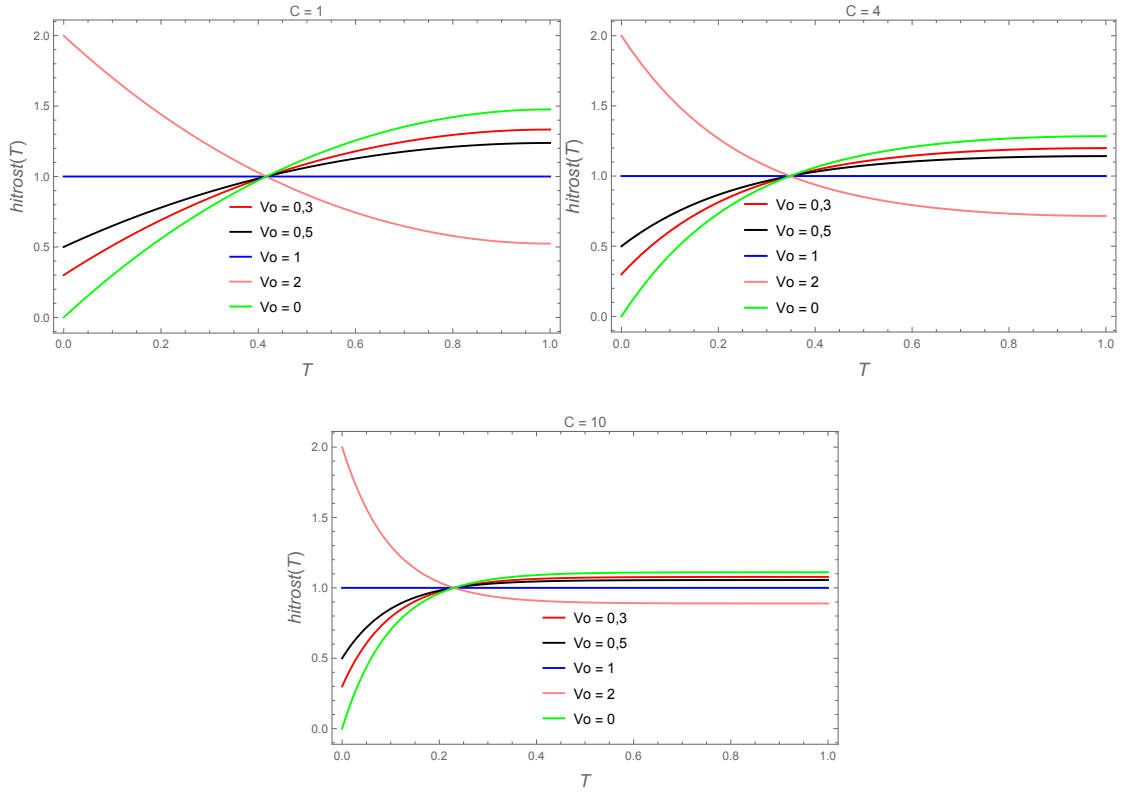 C = 1
2.0
1.5
1.0
0.5
0.0
hitrost(T)
Vo = 0,3
Vo = 0,5
Vo = 1
Vo = 2
Vo = 0
0.0 0.2 0.4 0.6 0.8 1.0
T
C = 4
2.0
1.5
1.0
0.5
0.0
hitrost(T)
Vo = 0,3
Vo = 0,5
Vo = 1
Vo = 2
Vo = 0
0.0 0.2 0.4 0.6 0.8 1.0
T
C = 10
2.0
1.5
1.0
0.5
0.0
hitrost(T)
Vo = 0,3
Vo = 0,5
Vo = 1
Vo = 2
Vo = 0
0.0 0.2 0.4 0.6 0.8 1.0
T